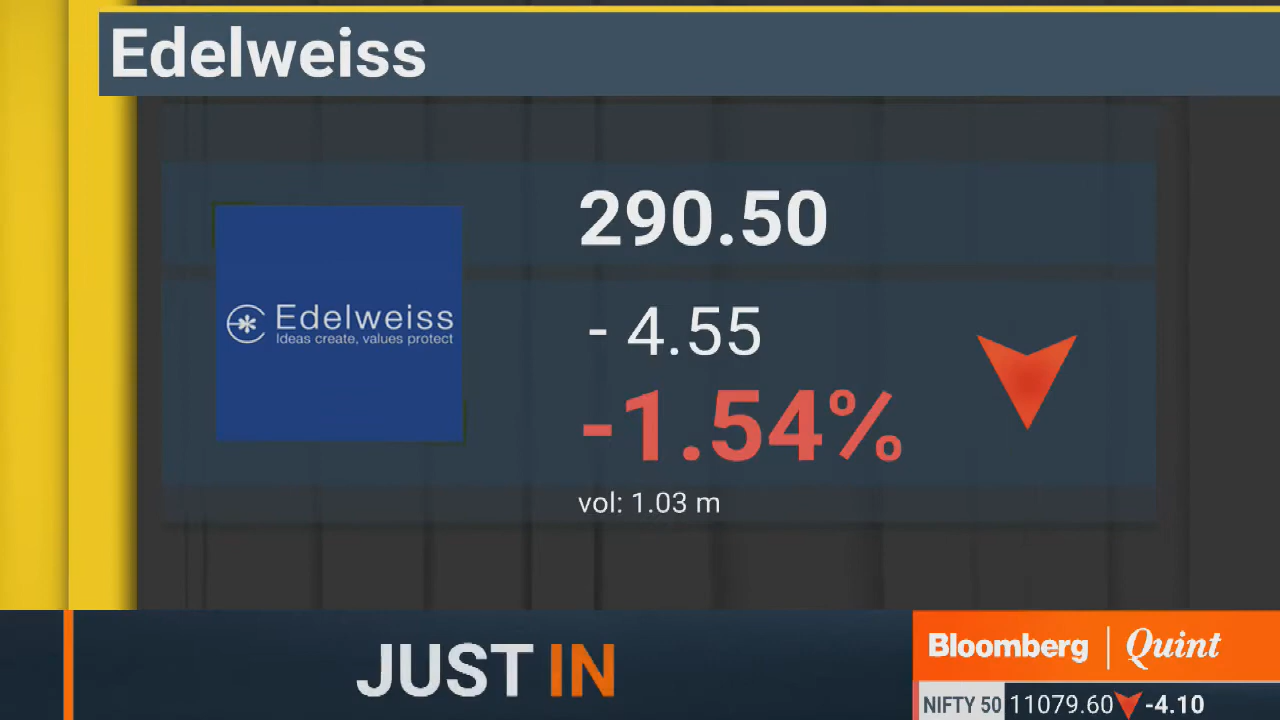 Edelweiss
Edelweiss
Ideas create, values protect
290.50
- 4.55
-1.54%
vol: 1.03 m
JUST IN
Bloomberg | Quint
NIFTY 50 11079.60 -4.10